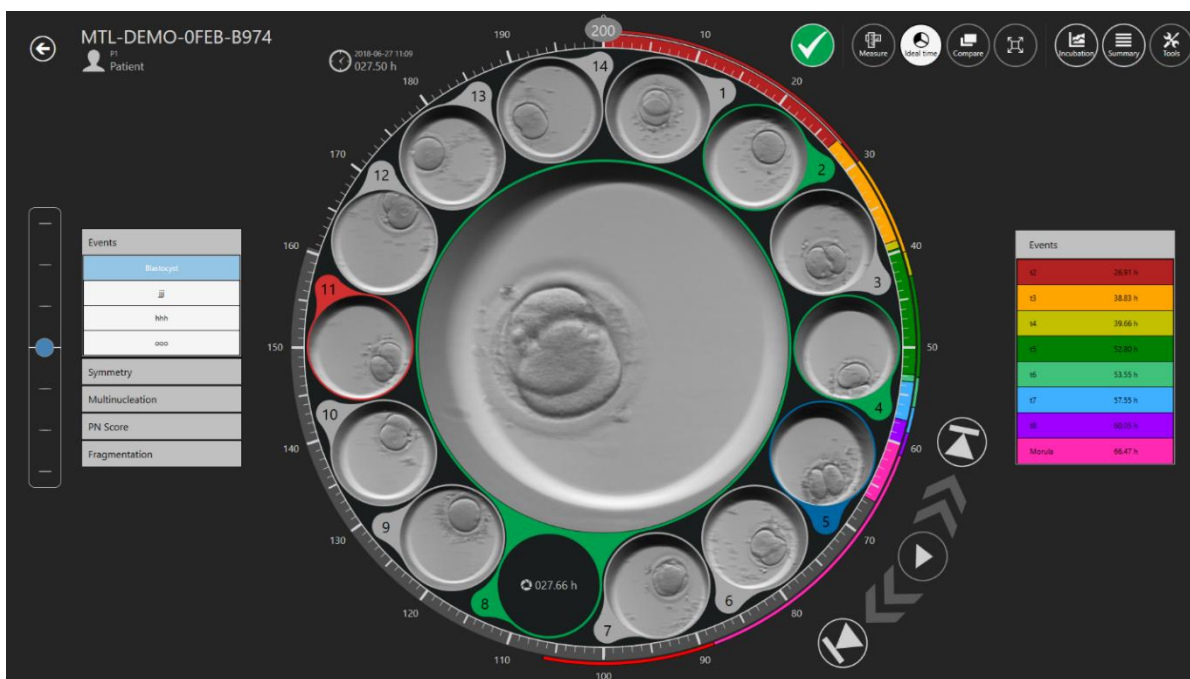 MTL-DEMO-0FEB-B974
P1
Patient
2018-06-27 11:09
027.50 h
Measure
Ideal time
Compare
Incubation
Summary
Tools
200
10
20
30
40
50
60
70
80
90
100
110
120
130
140
150
160
170
180
190
1
2
3
4
5
6
7
8
9
10
11
12
13
14
027.66 h
Events
Blastocyst
jjj
hhh
ooo
Symmetry
Multinucleation
PN Score
Fragmentation
Events
t2 26.91 h
t3 38.83 h
t4 39.66 h
t5 52.80 h
t6 53.55 h
t7 57.55 h
t8 60.05 h
Morula 66.47 h